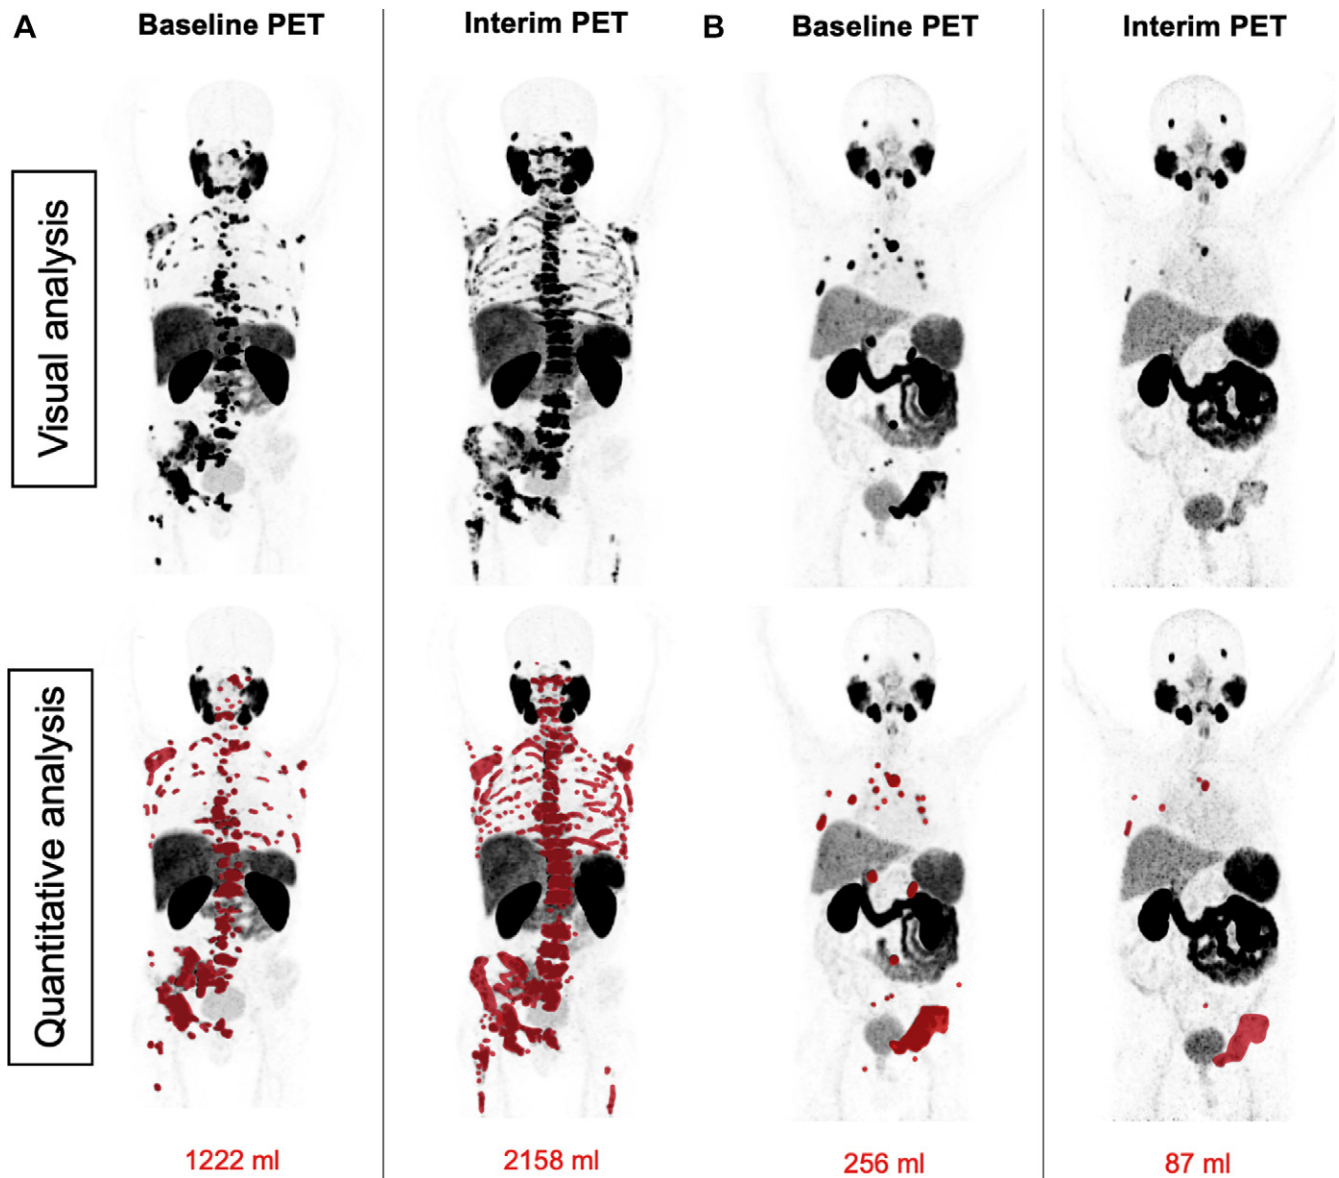 A
Baseline PET
Interim PET
B
Baseline PET
Interim PET
Visual analysis
Quantitative analysis
1222 ml
2158 ml
256 ml
87 ml